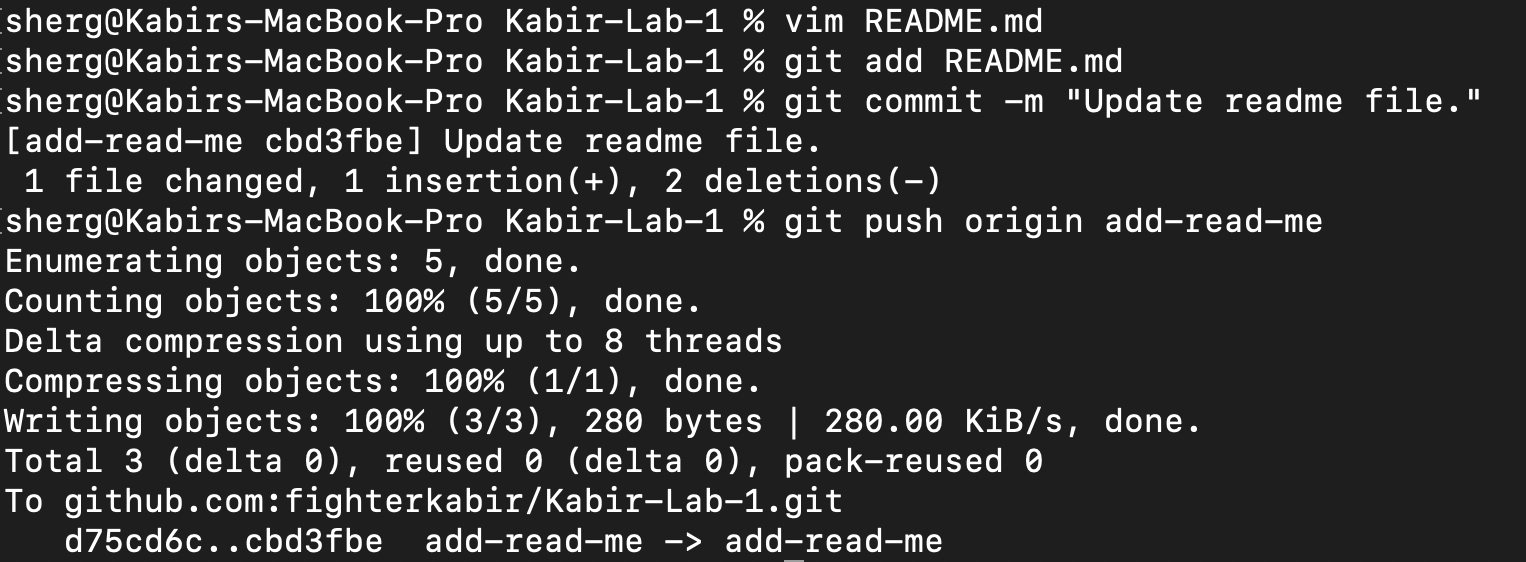 sherg@Kabirs-MacBook-Pro Kabir-Lab-1 % vim README.md
sherg@Kabirs-MacBook-Pro Kabir-Lab-1 % git add README.md
sherg@Kabirs-MacBook-Pro Kabir-Lab-1 % git commit -m "Update readme file."
[add-read-me cbd3fbe] Update readme file.
 1 file changed, 1 insertion(+), 2 deletions(-)
sherg@Kabirs-MacBook-Pro Kabir-Lab-1 % git push origin add-read-me
Enumerating objects: 5, done.
Counting objects: 100% (5/5), done.
Delta compression using up to 8 threads
Compressing objects: 100% (1/1), done.
Writing objects: 100% (3/3), 280 bytes | 280.00 KiB/s, done.
Total 3 (delta 0), reused 0 (delta 0), pack-reused 0
To github.com:fighterkabir/Kabir-Lab-1.git
   d75cd6c..cbd3fbe  add-read-me -> add-read-me